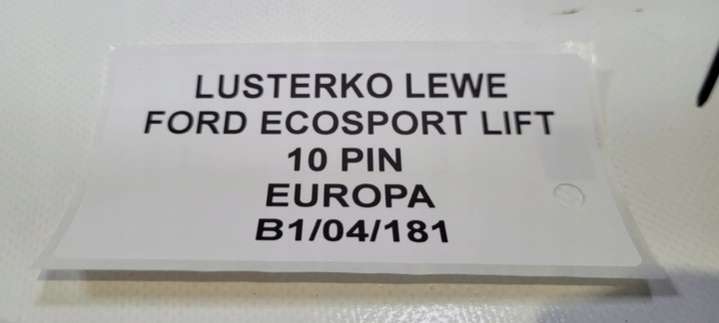 LUSTERKO LEWE
FORD ECOSPORT LIFT
10 PIN
EUROPA
B1/04/181